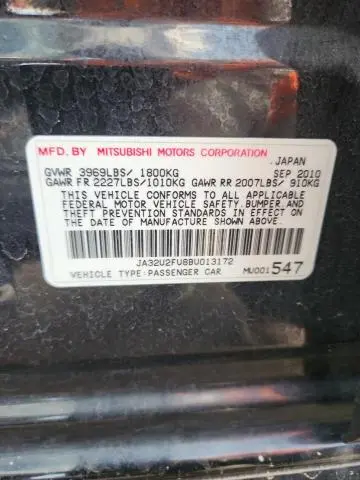 MFD. BY MITSUBISHI MOTORS CORPORATION JAPAN
GVWR 3969LBS/ 1800KG SEP 2010
GAWR FR 2227LBS/1010KG GAWR RR 2007LBS/ 910KG
THIS VEHICLE CONFORMS TO ALL APPLICABLE
FEDERAL MOTOR VEHICLE SAFETY,BUMPER,AND
THEFT PREVENTION STANDARDS IN EFFECT ON
THE DATE OF MANUFACTURE SHOWN ABOVE.
JA32U2FU8BU013172
VEHICLE TYPE:PASSENGER CAR MU001547